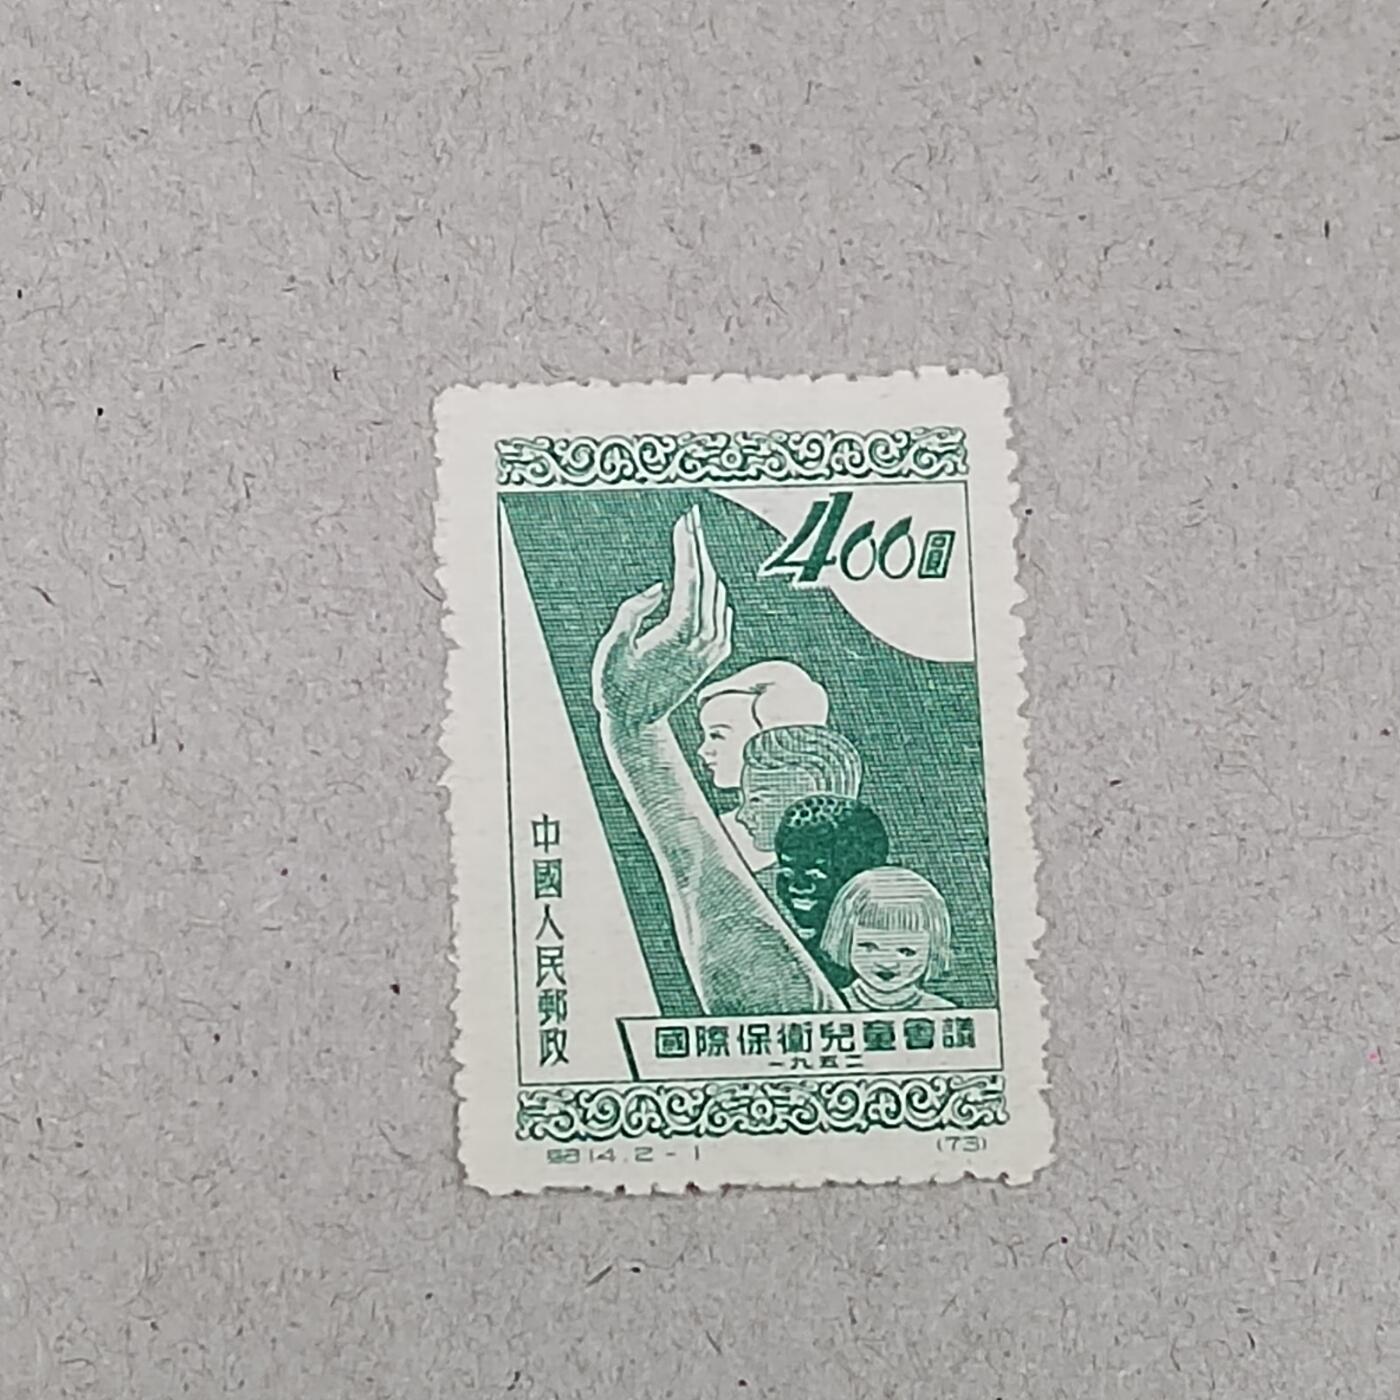 400圓
中國人民郵政
國際保衛兒童會議
一九五二
紀14.2-1
(73)